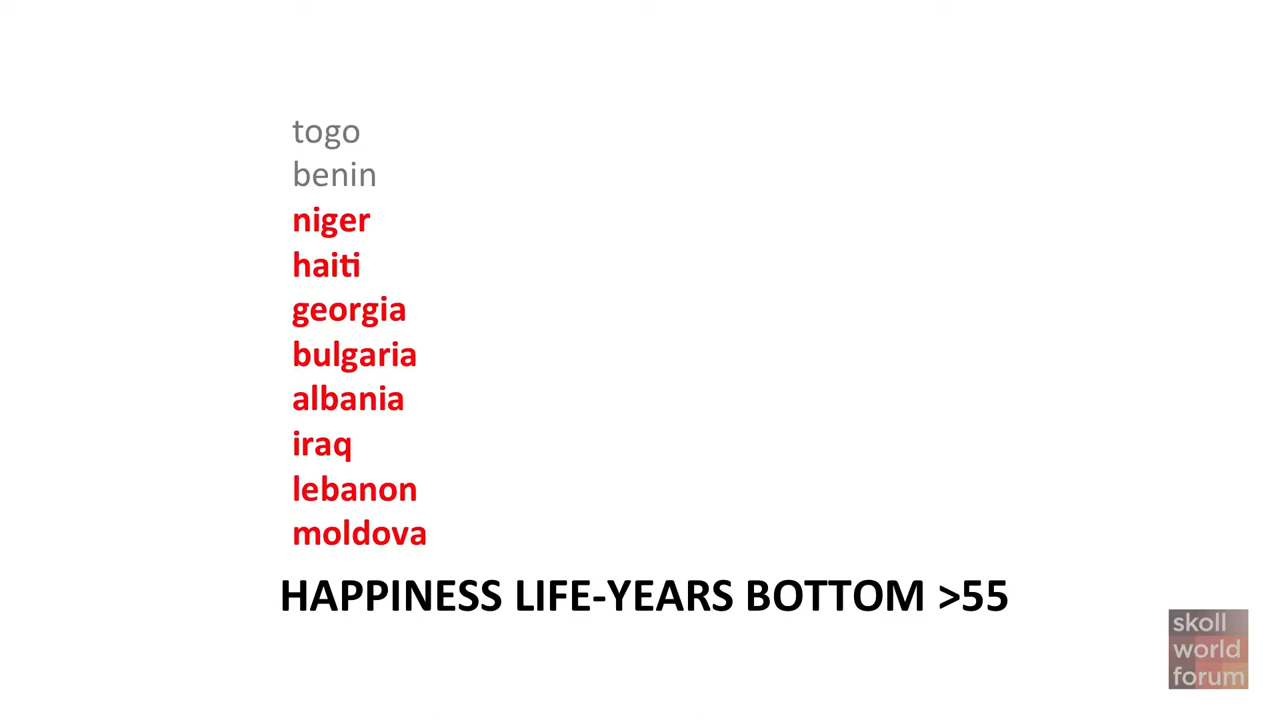 togo
benin
niger
haiti
georgia
bulgaria
albania
iraq
lebanon
moldova
HAPPINESS LIFE-YEARS BOTTOM >55
skoll
world
forum